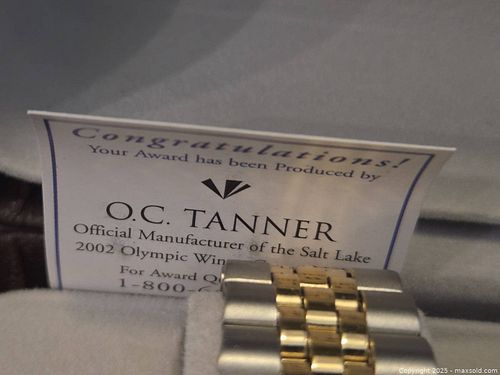 Congratulations!
Your Award has been Produced by
O.C. TANNER
Official Manufacturer of the Salt Lake
2002 Olympic
For Award
1-800-
Copyright © 2025 - maxsold.com